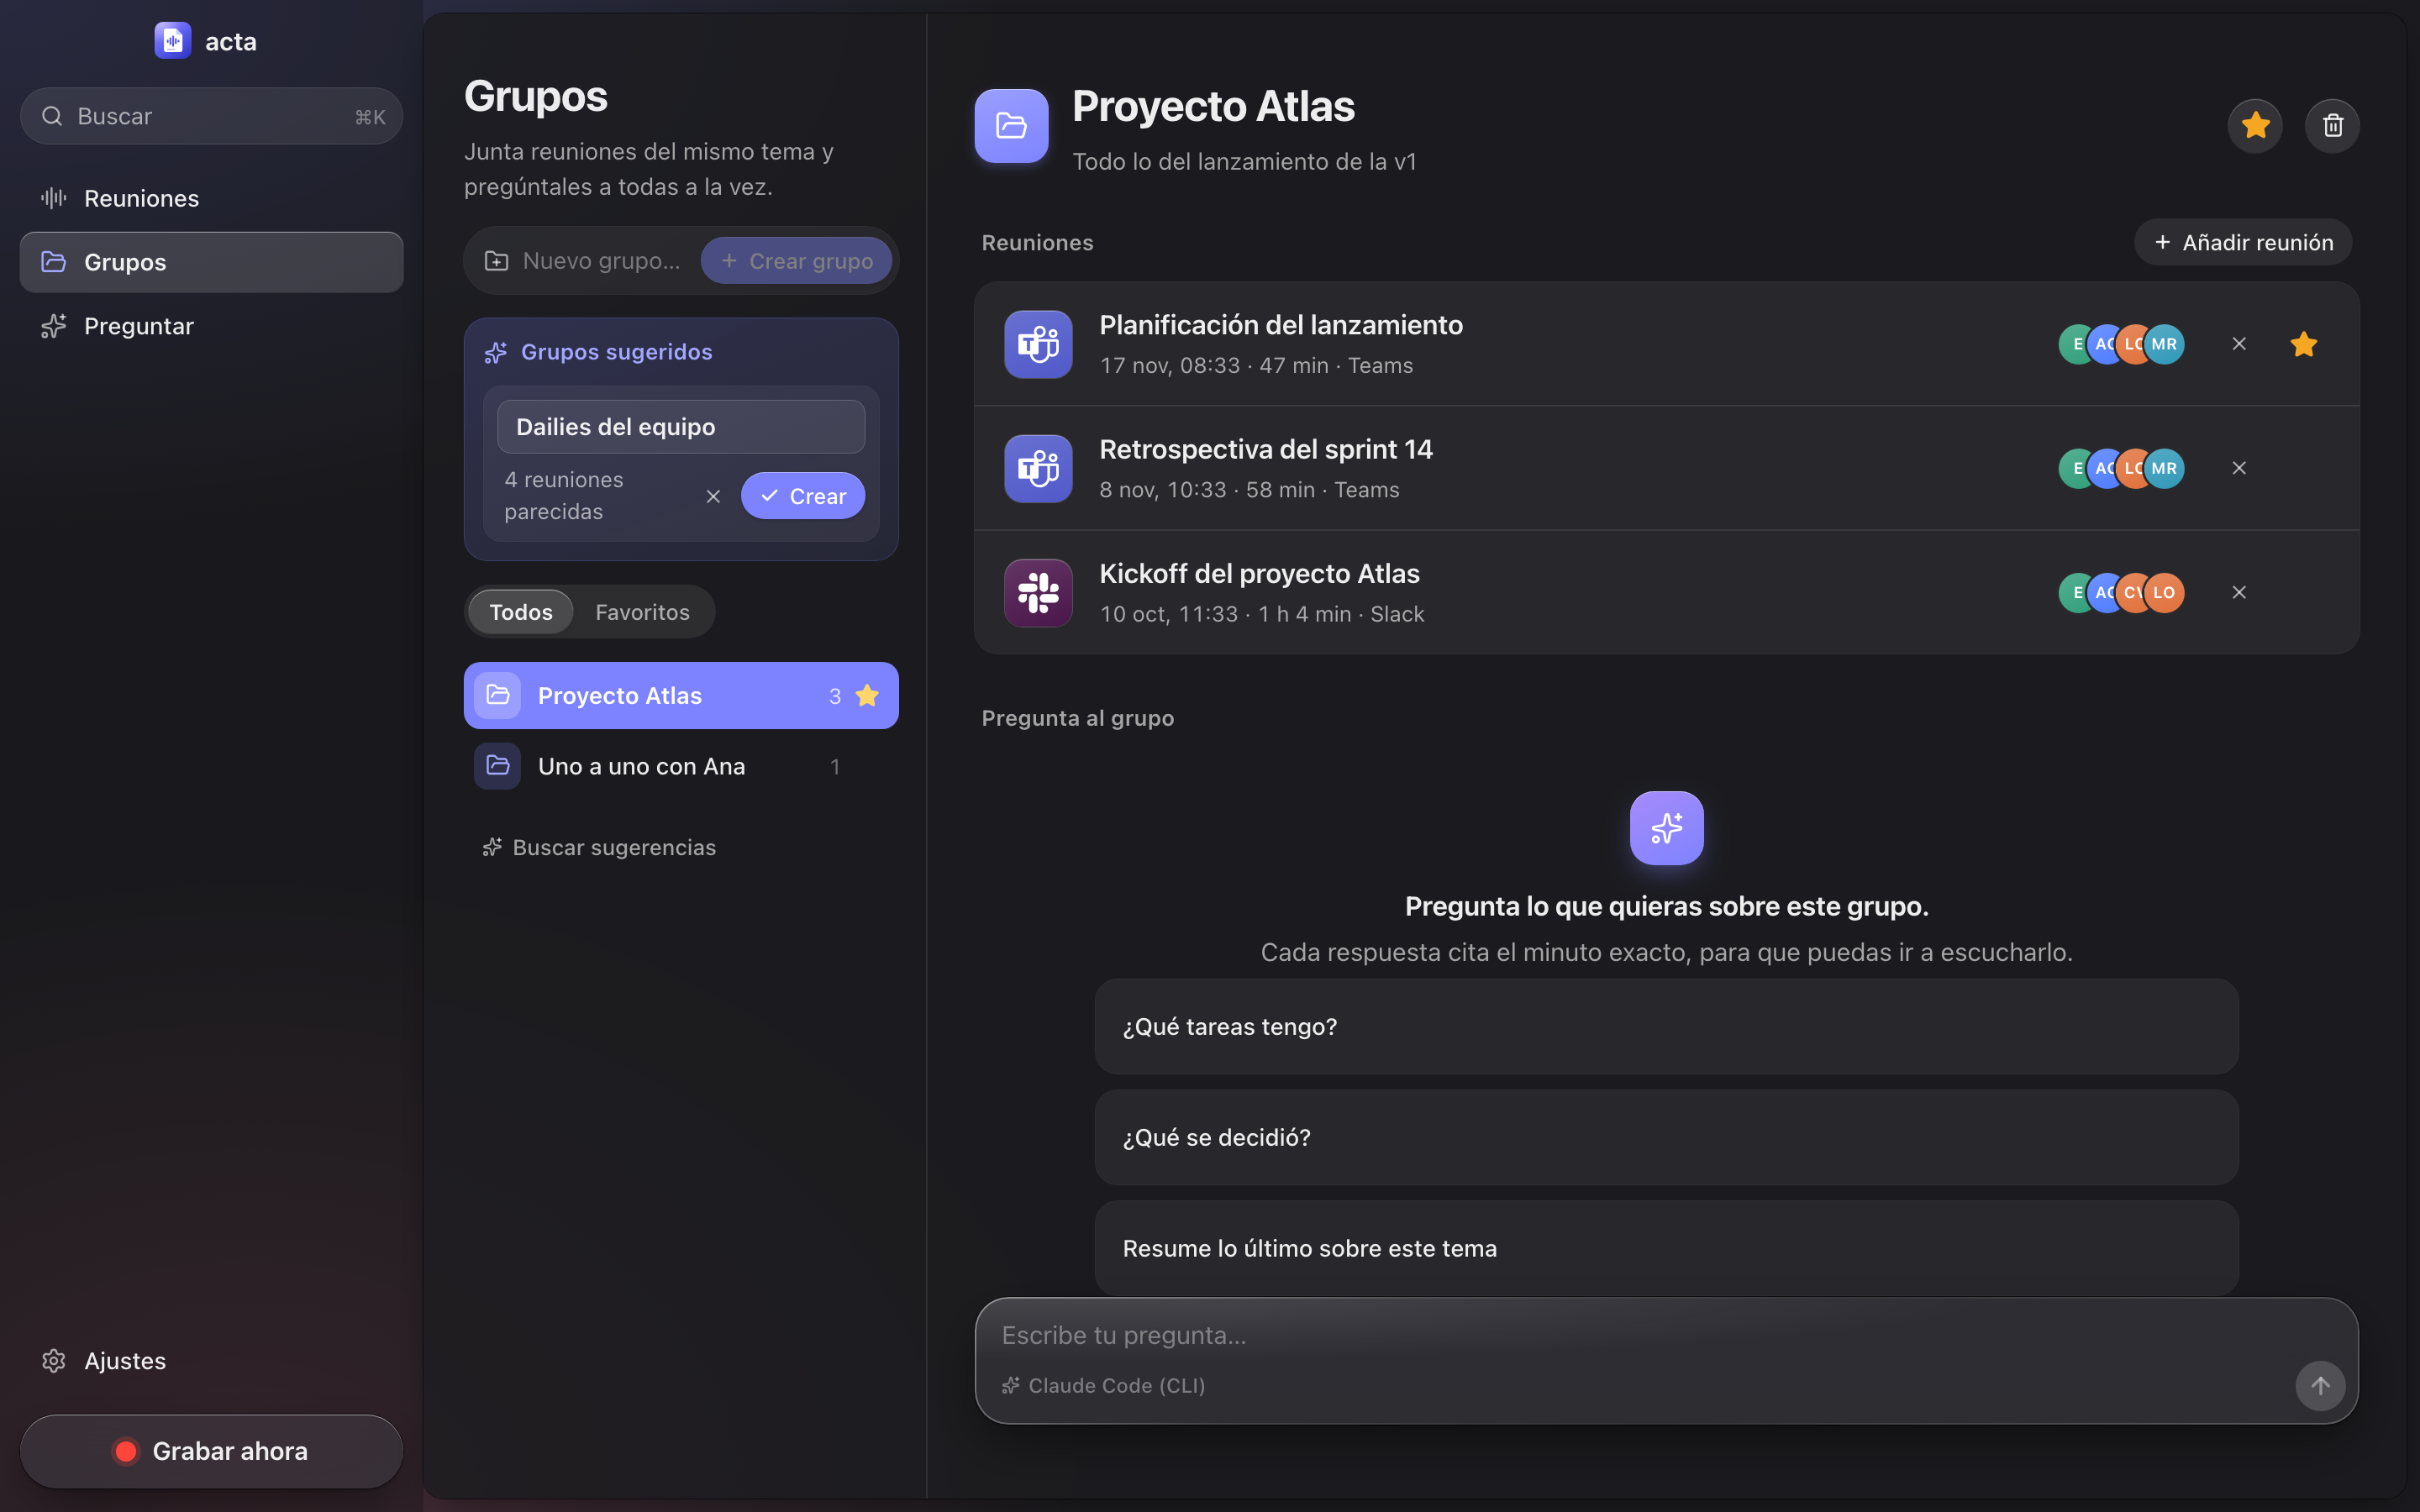 acta
Buscar ⌘K
Reuniones
Grupos
Preguntar
Ajustes
Grabar ahora
Grupos
Junta reuniones del mismo tema y
pregúntales a todas a la vez.
Nuevo grupo... + Crear grupo
Grupos sugeridos
Dailies del equipo
4 reuniones
parecidas
Crear
Todos Favoritos
Proyecto Atlas 3
Uno a uno con Ana 1
Buscar sugerencias
Proyecto Atlas
Todo lo del lanzamiento de la v1
Reuniones + Añadir reunión
Planificación del lanzamiento
17 nov, 08:33 · 47 min · Teams
E MR
Retrospectiva del sprint 14
8 nov, 10:33 · 58 min · Teams
E MR
Kickoff del proyecto Atlas
10 oct, 11:33 · 1 h 4 min · Slack
E LO
Pregunta al grupo
Pregunta lo que quieras sobre este grupo.
Cada respuesta cita el minuto exacto, para que puedas ir a escucharlo.
¿Qué tareas tengo?
¿Qué se decidió?
Resume lo último sobre este tema
Escribe tu pregunta...
Claude Code (CLI)